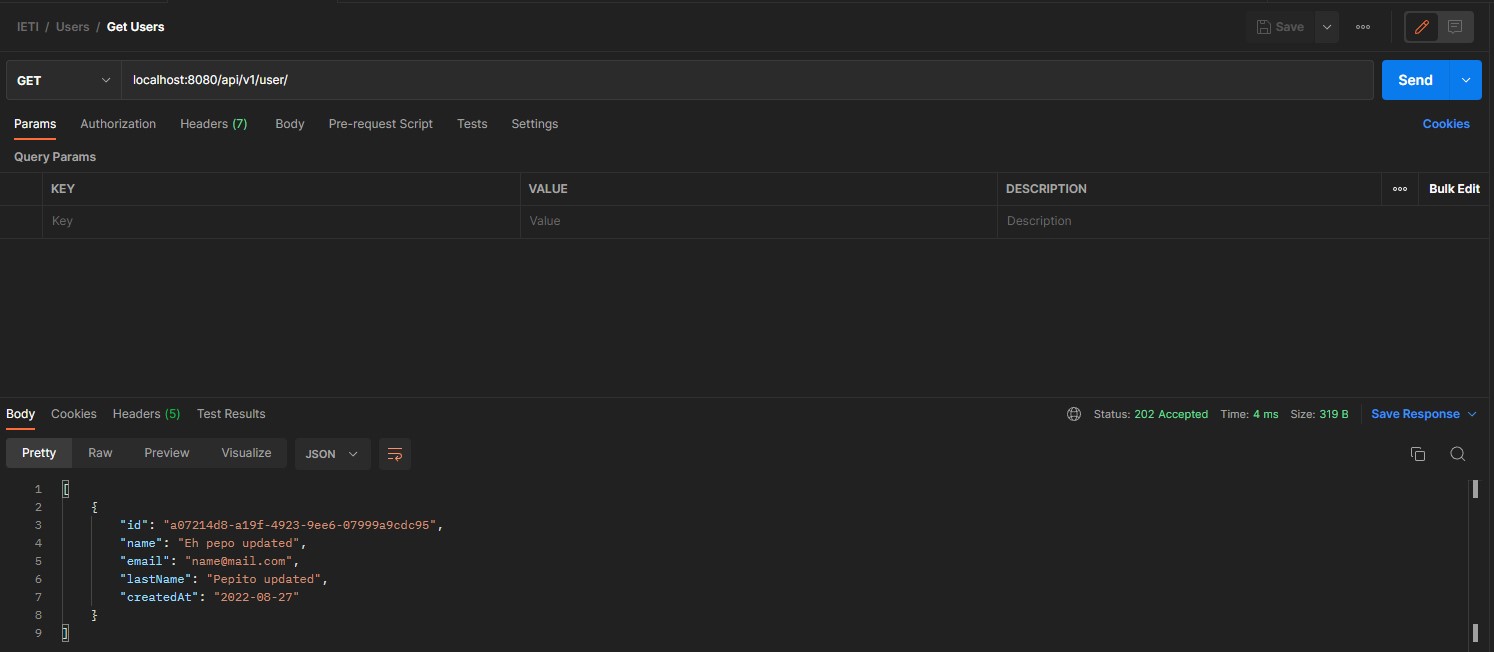 IETI / Users / Get Users Save
GET localhost:8080/api/v1/user/ Send
Params Authorization Headers (7) Body Pre-request Script Tests Settings Cookies
Query Params
KEY VALUE DESCRIPTION Bulk Edit
Key Value Description
Body Cookies Headers (5) Test Results Status: 202 Accepted Time: 4 ms Size: 319 B Save Response
Pretty Raw Preview Visualize JSON
1 [
2 {
3 "id": "a07214d8-a19f-4923-9ee6-07999a9cdc95",
4 "name": "Eh pepo updated",
5 "email": "name@mail.com",
6 "lastName": "Pepito updated",
7 "createdAt": "2022-08-27"
8 }
9 ]